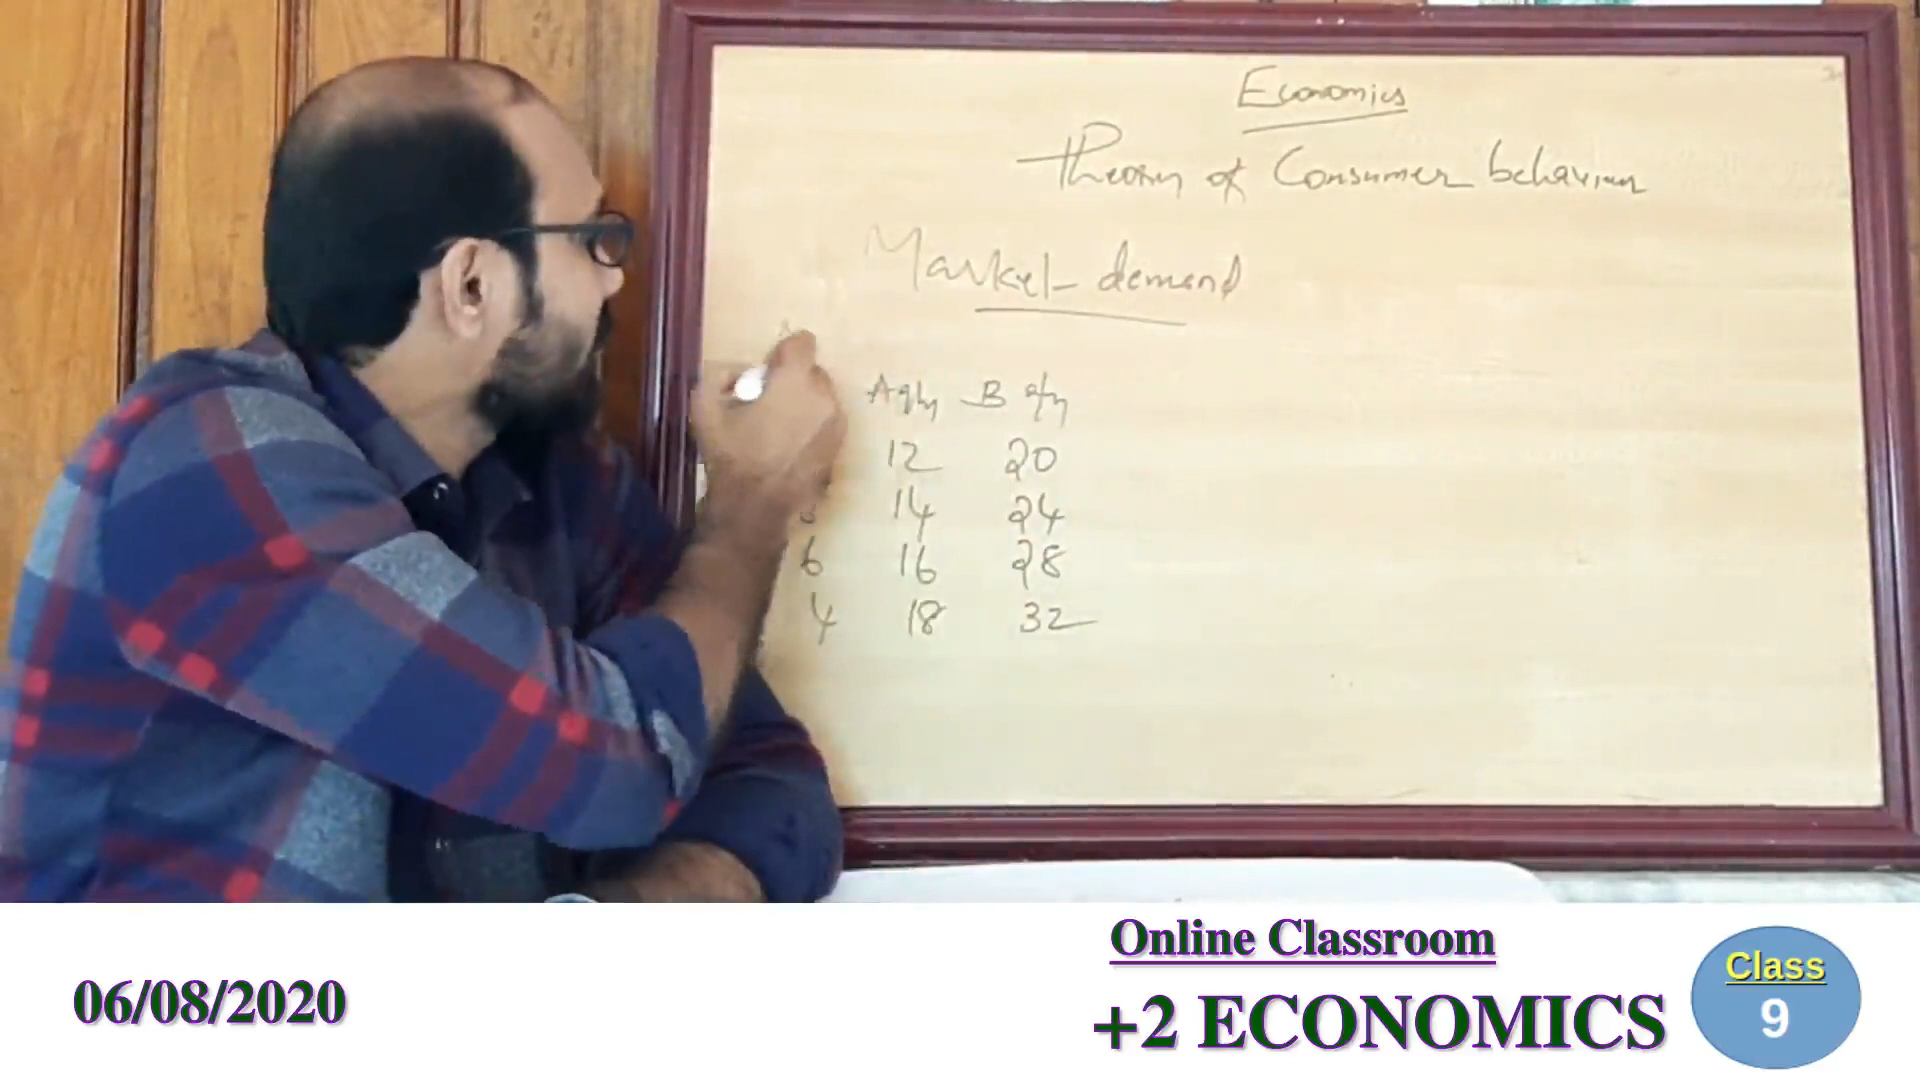 Economics
Theory of Consumer behaviour
Market demand
A qty B qty
12 20
14 24
6 16 28
4 18 32
06/08/2020
Online Classroom
+2 ECONOMICS
Class
9